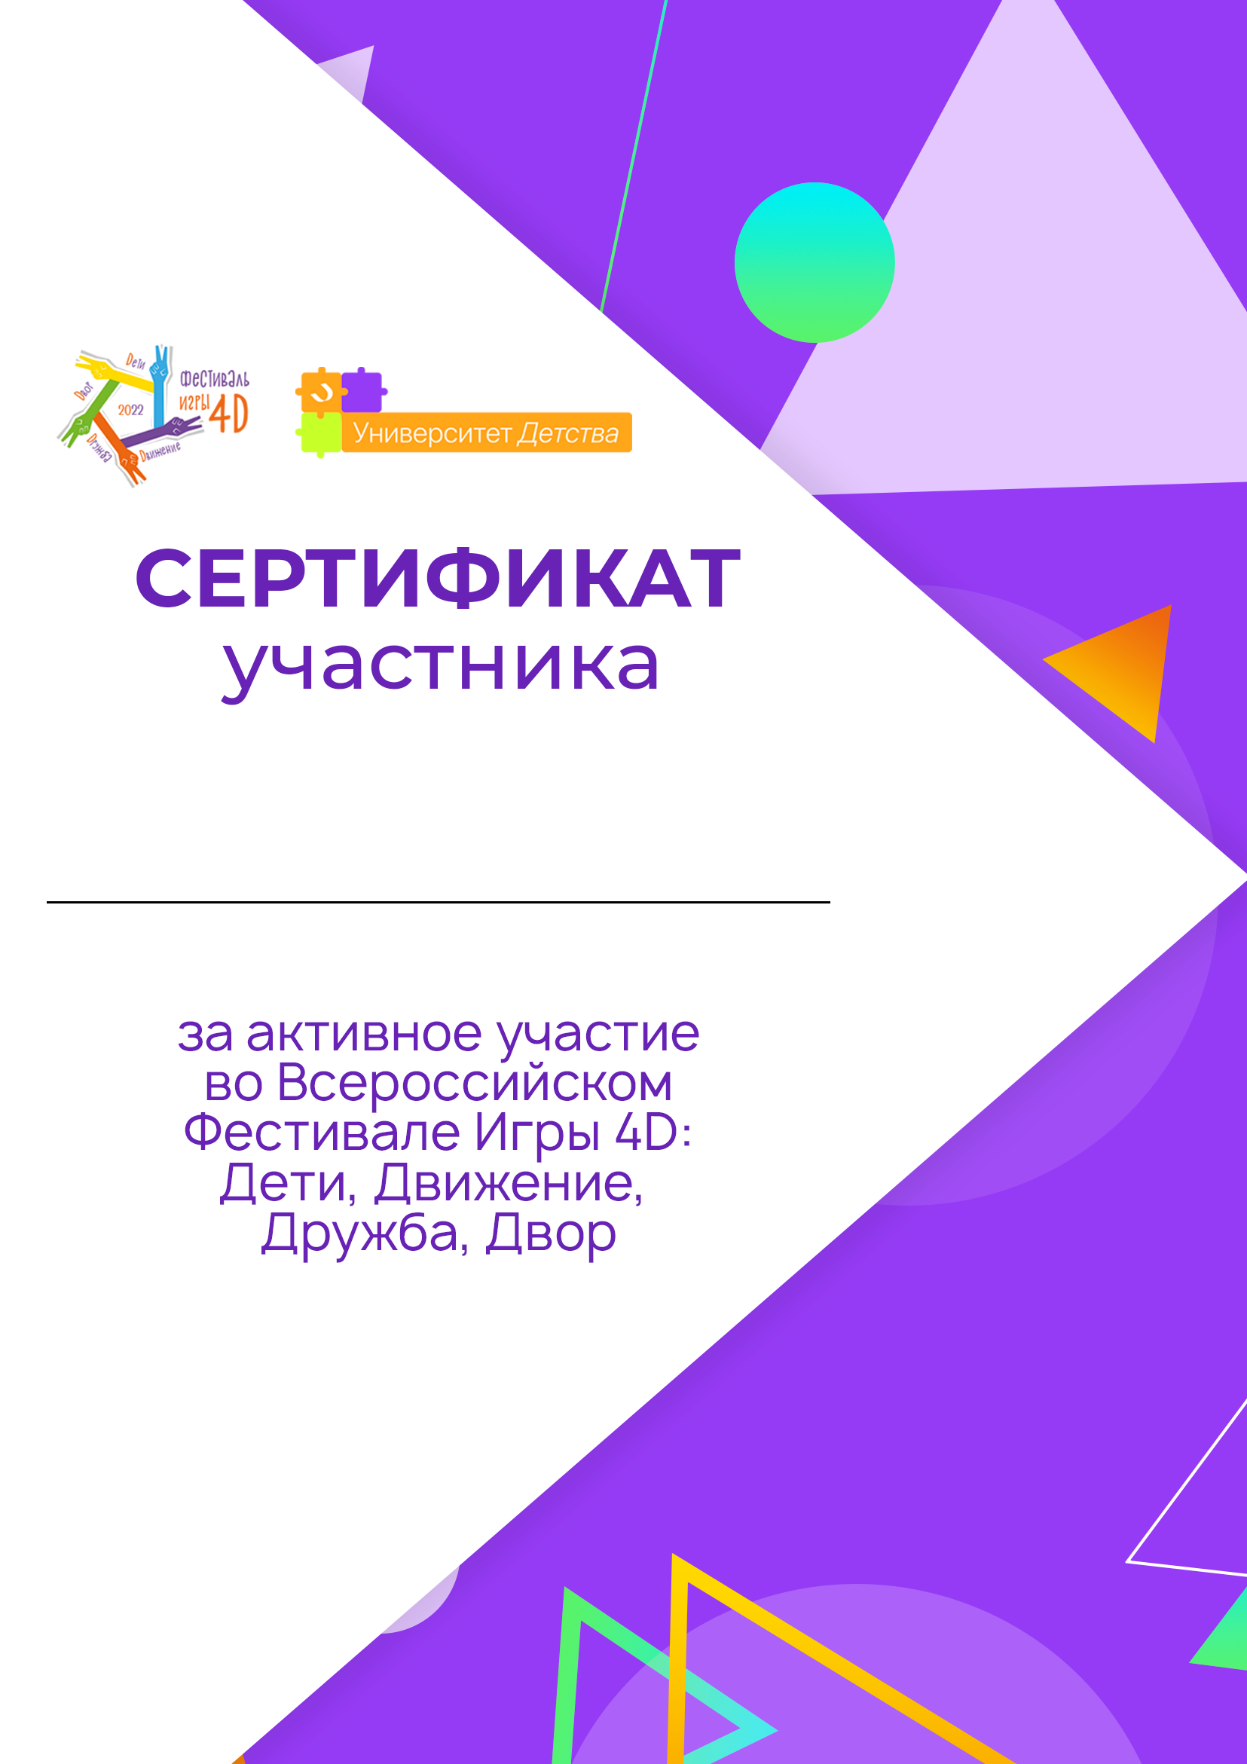 Дети
Двор
2022
Дружба
Движение
Фестиваль
игры 4D
Университет Детства
СЕРТИФИКАТ
участника
за активное участие
во Всероссийском
Фестивале Игры 4D:
Дети, Движение,
Дружба, Двор